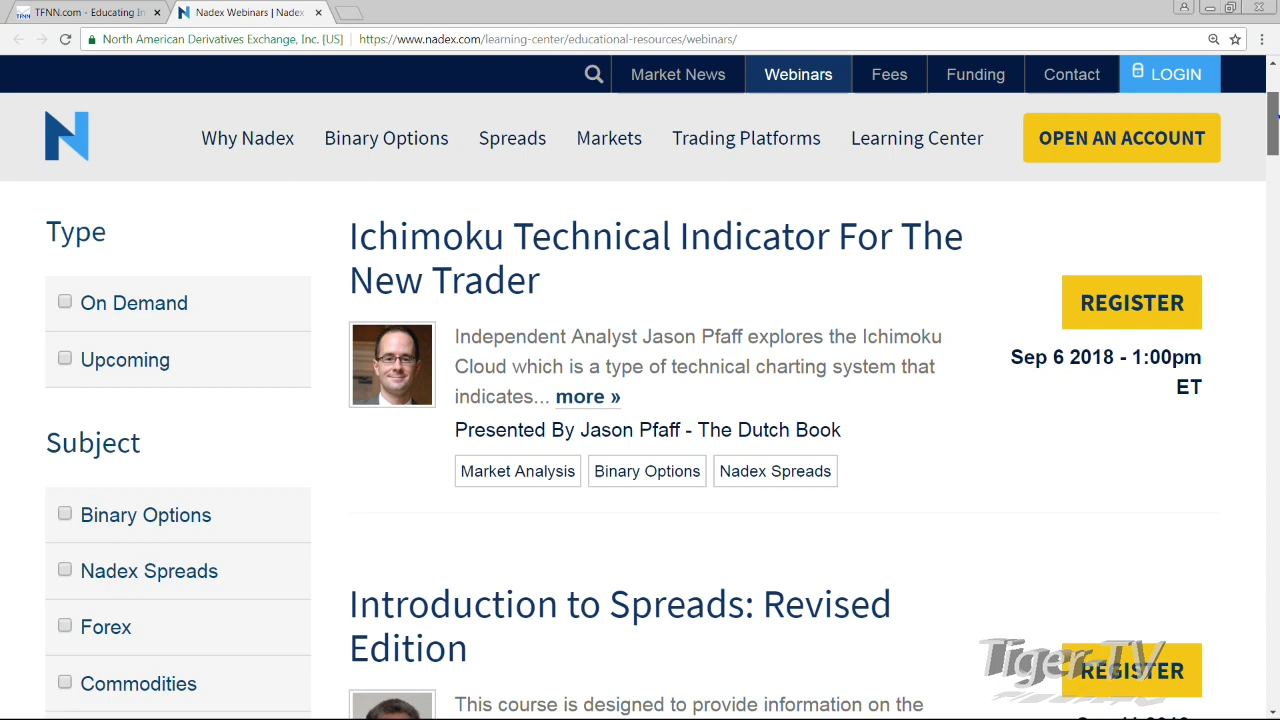 TFNN.com - Educating In
Nadex Webinars | Nadex
North American Derivatives Exchange, Inc. [US]
https://www.nadex.com/learning-center/educational-resources/webinars/
Market News
Webinars
Fees
Funding
Contact
LOGIN
Why Nadex
Binary Options
Spreads
Markets
Trading Platforms
Learning Center
OPEN AN ACCOUNT
Type
On Demand
Upcoming
Subject
Binary Options
Nadex Spreads
Forex
Commodities
Ichimoku Technical Indicator For The
New Trader
Independent Analyst Jason Pfaff explores the Ichimoku
Cloud which is a type of technical charting system that
indicates... more »
Presented By Jason Pfaff - The Dutch Book
Market Analysis
Binary Options
Nadex Spreads
REGISTER
Sep 6 2018 - 1:00pm
ET
Introduction to Spreads: Revised
Edition
This course is designed to provide information on the
REGISTER
Tiger-TV